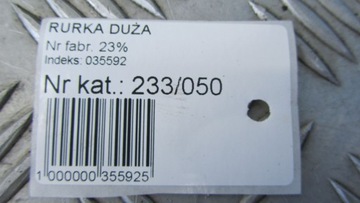 RURKA DUŻA
Nr fabr. 23%
Indeks: 035592
Nr kat.: 233/050
1 000000 355925